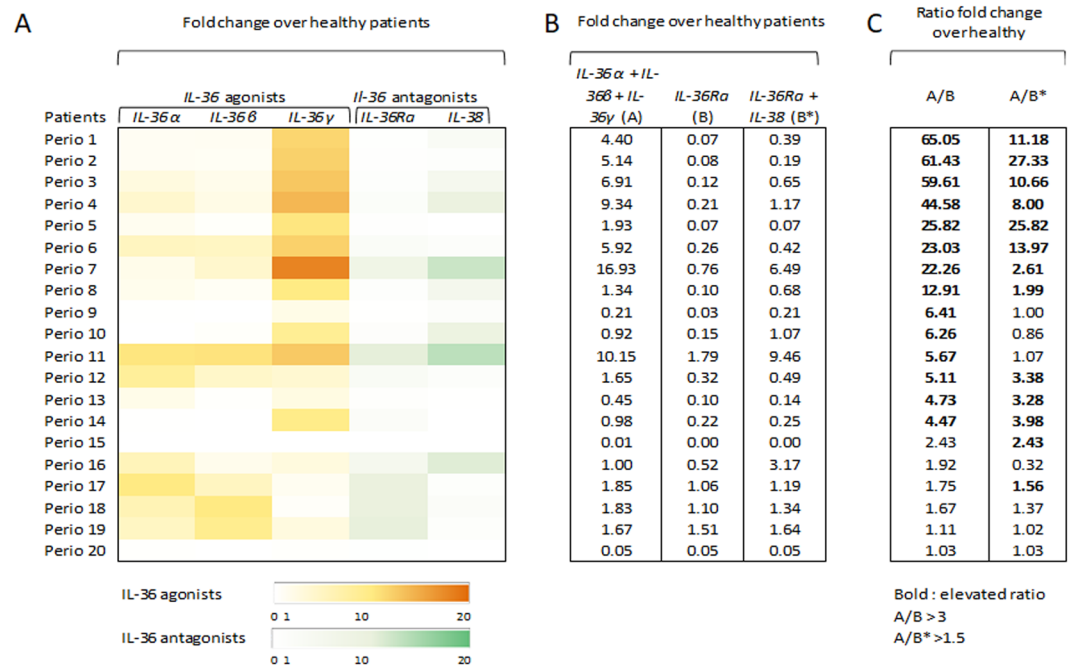 A
Fold change over healthy patients
IL-36 agonists
Il-36 antagonists
Patients IL-36α IL-36β IL-36γ IL-36Ra IL-38
Perio 1
Perio 2
Perio 3
Perio 4
Perio 5
Perio 6
Perio 7
Perio 8
Perio 9
Perio 10
Perio 11
Perio 12
Perio 13
Perio 14
Perio 15
Perio 16
Perio 17
Perio 18
Perio 19
Perio 20
IL-36 agonists
0 1 10 20
IL-36 antagonists
0 1 10 20
B
Fold change over healthy patients
IL-36α + IL-
36β + IL- IL-36Ra IL-36Ra +
36γ (A) (B) IL-38 (B*)
4.40 0.07 0.39
5.14 0.08 0.19
6.91 0.12 0.65
9.34 0.21 1.17
1.93 0.07 0.07
5.92 0.26 0.42
16.93 0.76 6.49
1.34 0.10 0.68
0.21 0.03 0.21
0.92 0.15 1.07
10.15 1.79 9.46
1.65 0.32 0.49
0.45 0.10 0.14
0.98 0.22 0.25
0.01 0.00 0.00
1.00 0.52 3.17
1.85 1.06 1.19
1.83 1.10 1.34
1.67 1.51 1.64
0.05 0.05 0.05
C
Ratio fold change
over healthy
A/B A/B*
65.05 11.18
61.43 27.33
59.61 10.66
44.58 8.00
25.82 25.82
23.03 13.97
22.26 2.61
12.91 1.99
6.41 1.00
6.26 0.86
5.67 1.07
5.11 3.38
4.73 3.28
4.47 3.98
2.43 2.43
1.92 0.32
1.75 1.56
1.67 1.37
1.11 1.02
1.03 1.03
Bold : elevated ratio
A/B >3
A/B* >1.5